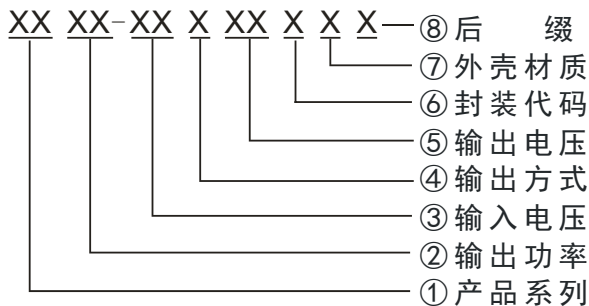 XX XX-XX X XX X X X ⑧后 缀
⑦外壳材质
⑥封装代码
⑤输出电压
④输出方式
③输入电压
②输出功率
①产品系列